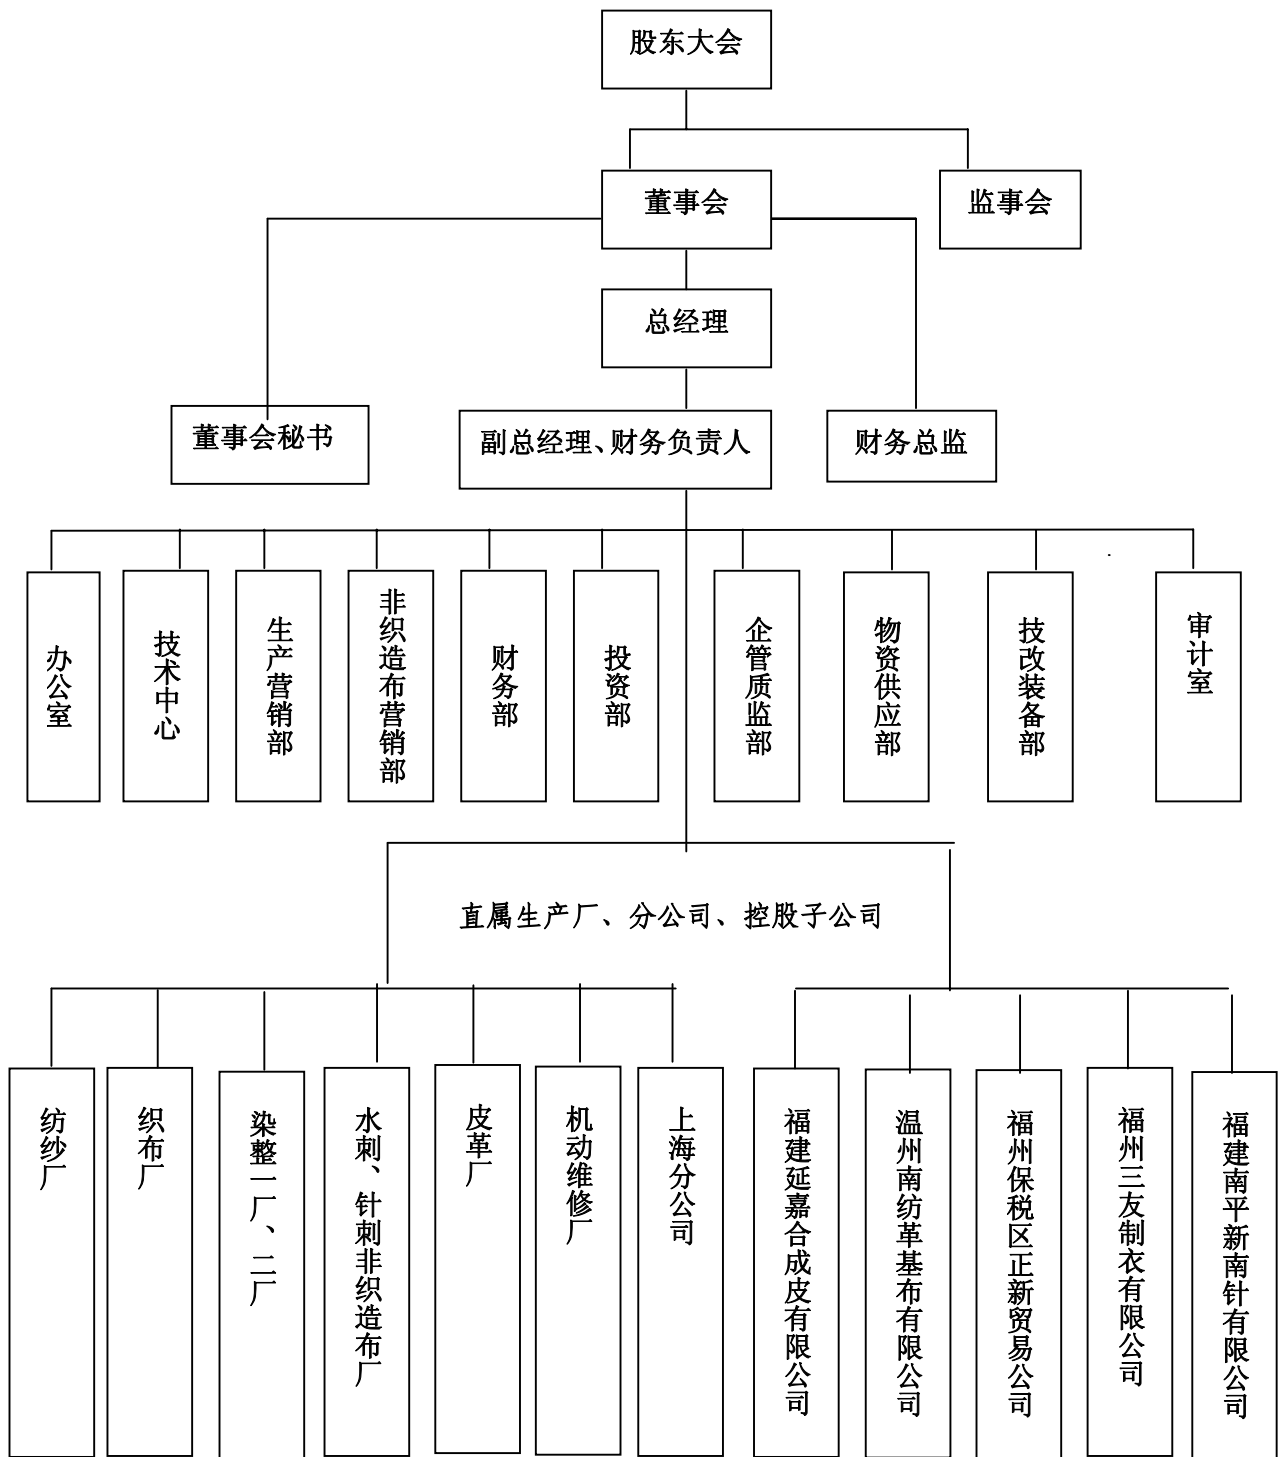 股东大会
董事会
监事会
总经理
董事会秘书
副总经理、财务负责人
财务总监
办公室
技术中心
生产营销部
非织造布营销部
财务部
投资部
企管质监部
物资供应部
技改装备部
审计室
直属生产厂、分公司、控股子公司
纺纱厂
织布厂
染整一厂、二厂
水刺、针刺非织造布厂
皮革厂
机动维修厂
上海分公司
福建延嘉合成皮有限公司
温州南纺革基布有限公司
福州保税区正新贸易公司
福州三友制衣有限公司
福建南平新南针有限公司